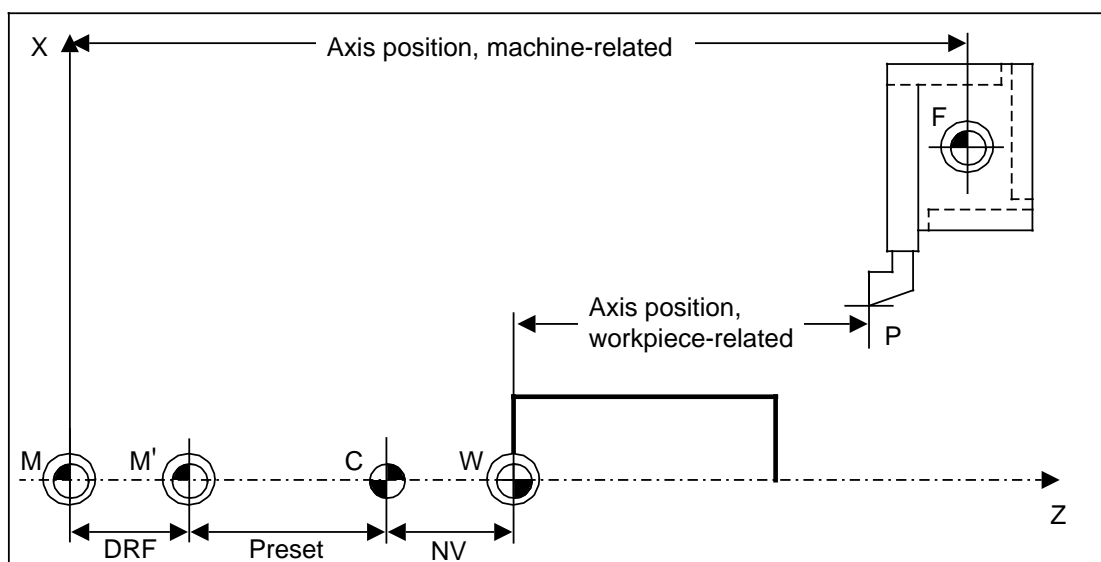 X
Axis position, machine-related
F
Axis position,
workpiece-related
P
M
M'
C
W
Z
DRF
Preset
NV